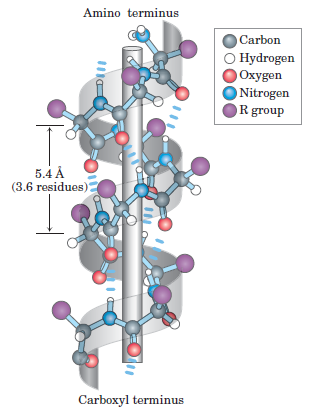 Amino terminus
Carbon
Hydrogen
Oxygen
Nitrogen
R group
5.4 Å
(3.6 residues)
Carboxyl terminus